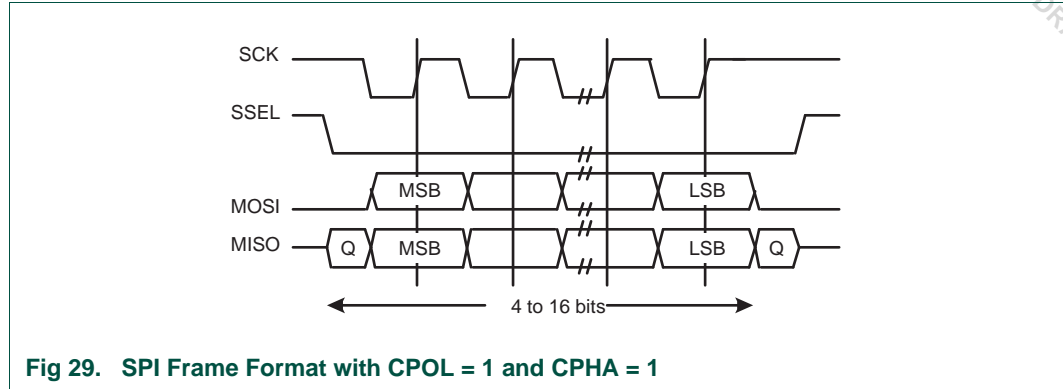 SCK
SSEL
MOSI
MISO
MSB
LSB
Q
MSB
LSB
Q
4 to 16 bits
Fig 29. SPI Frame Format with CPOL = 1 and CPHA = 1